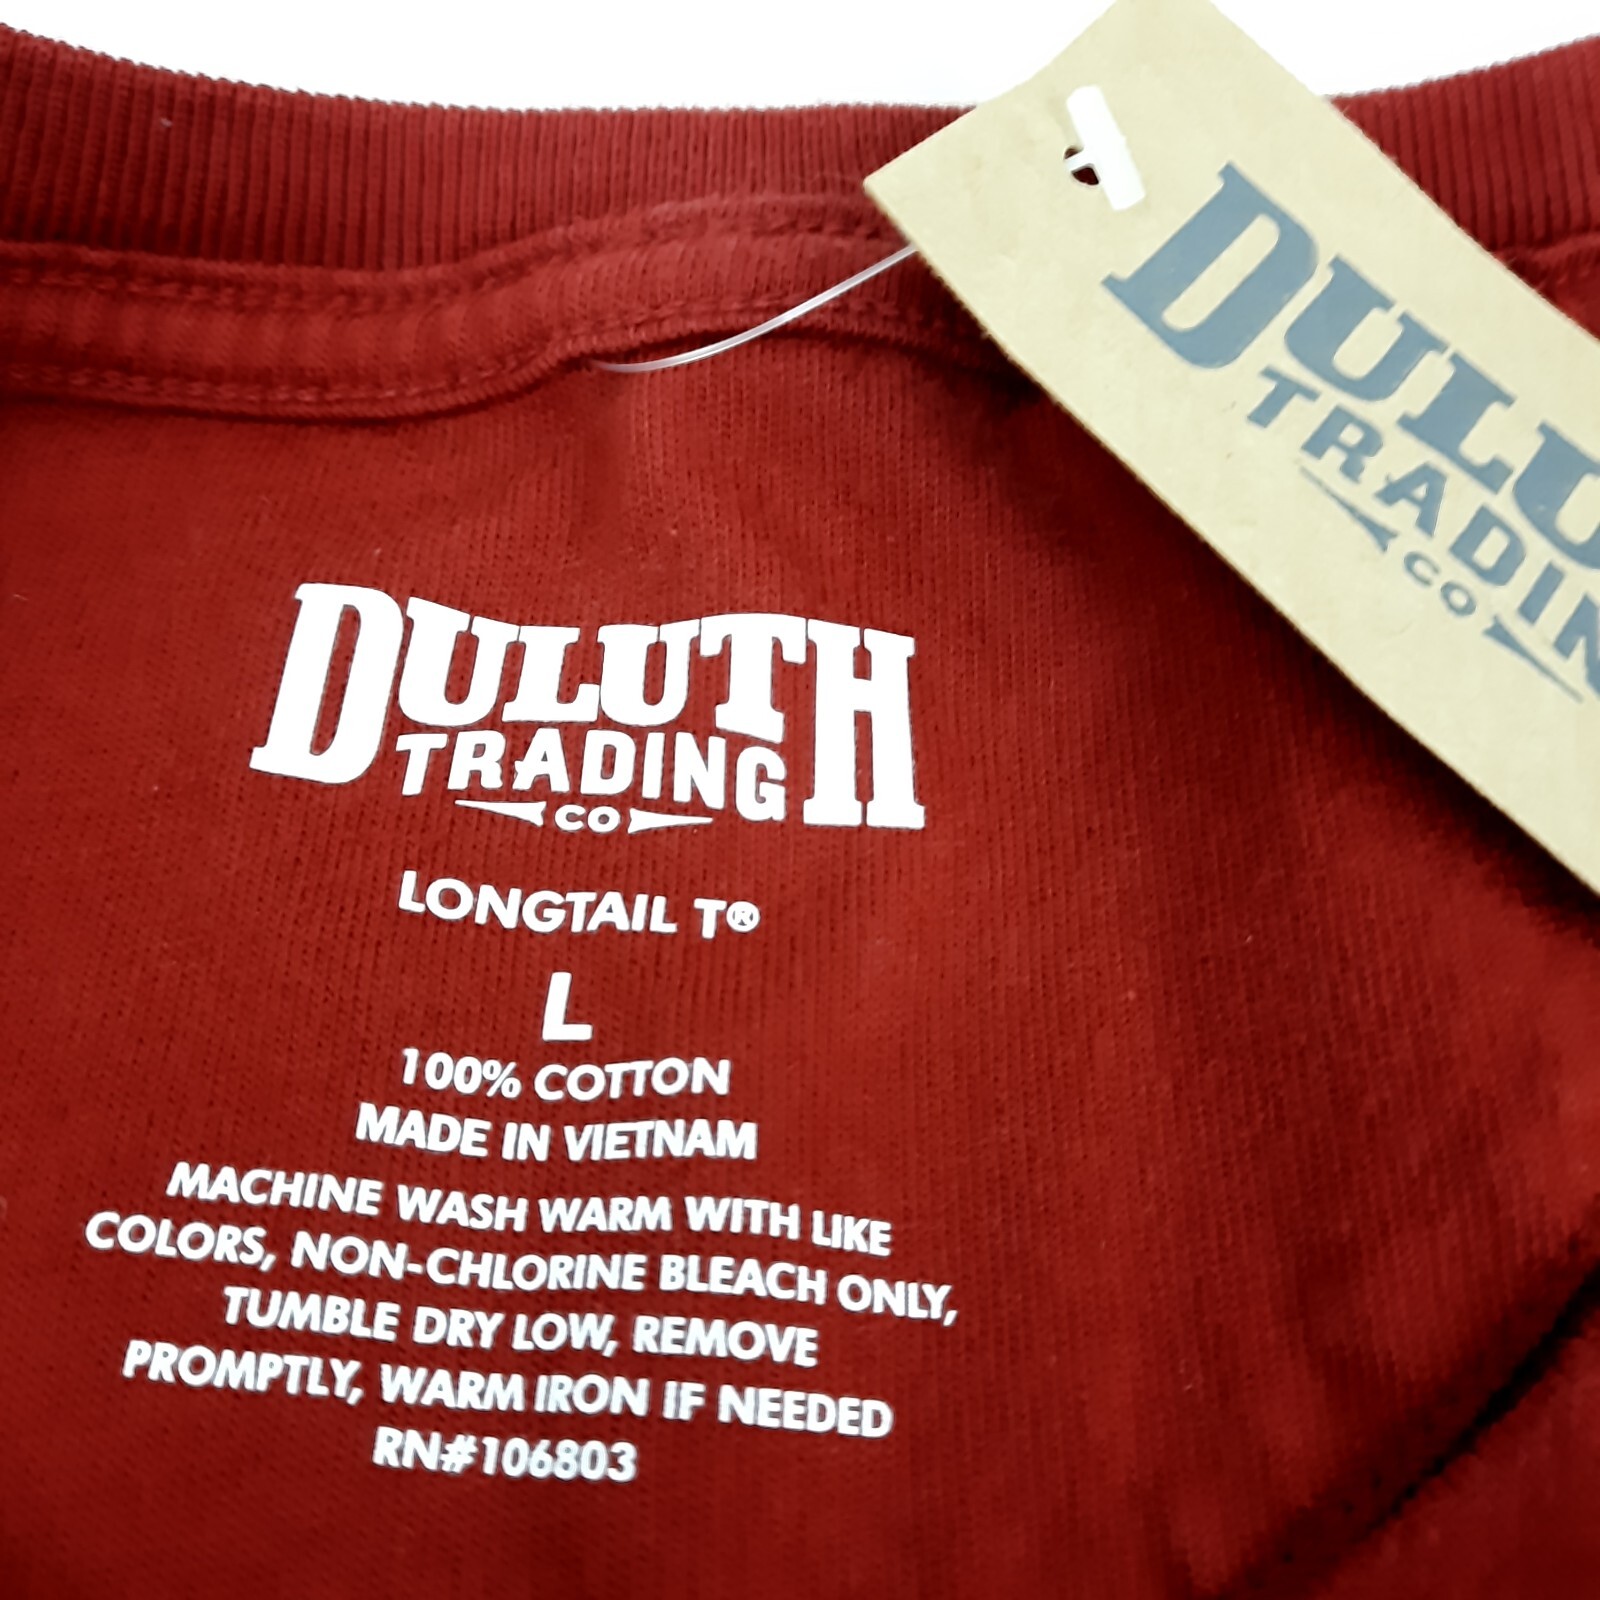 DULUTH
TRADING
CO
LONGTAIL T®
L
100% COTTON
MADE IN VIETNAM
MACHINE WASH WARM WITH LIKE
COLORS, NON-CHLORINE BLEACH ONLY,
TUMBLE DRY LOW, REMOVE
PROMPTLY, WARM IRON IF NEEDED
RN#106803
DULU
TRADIN
CO